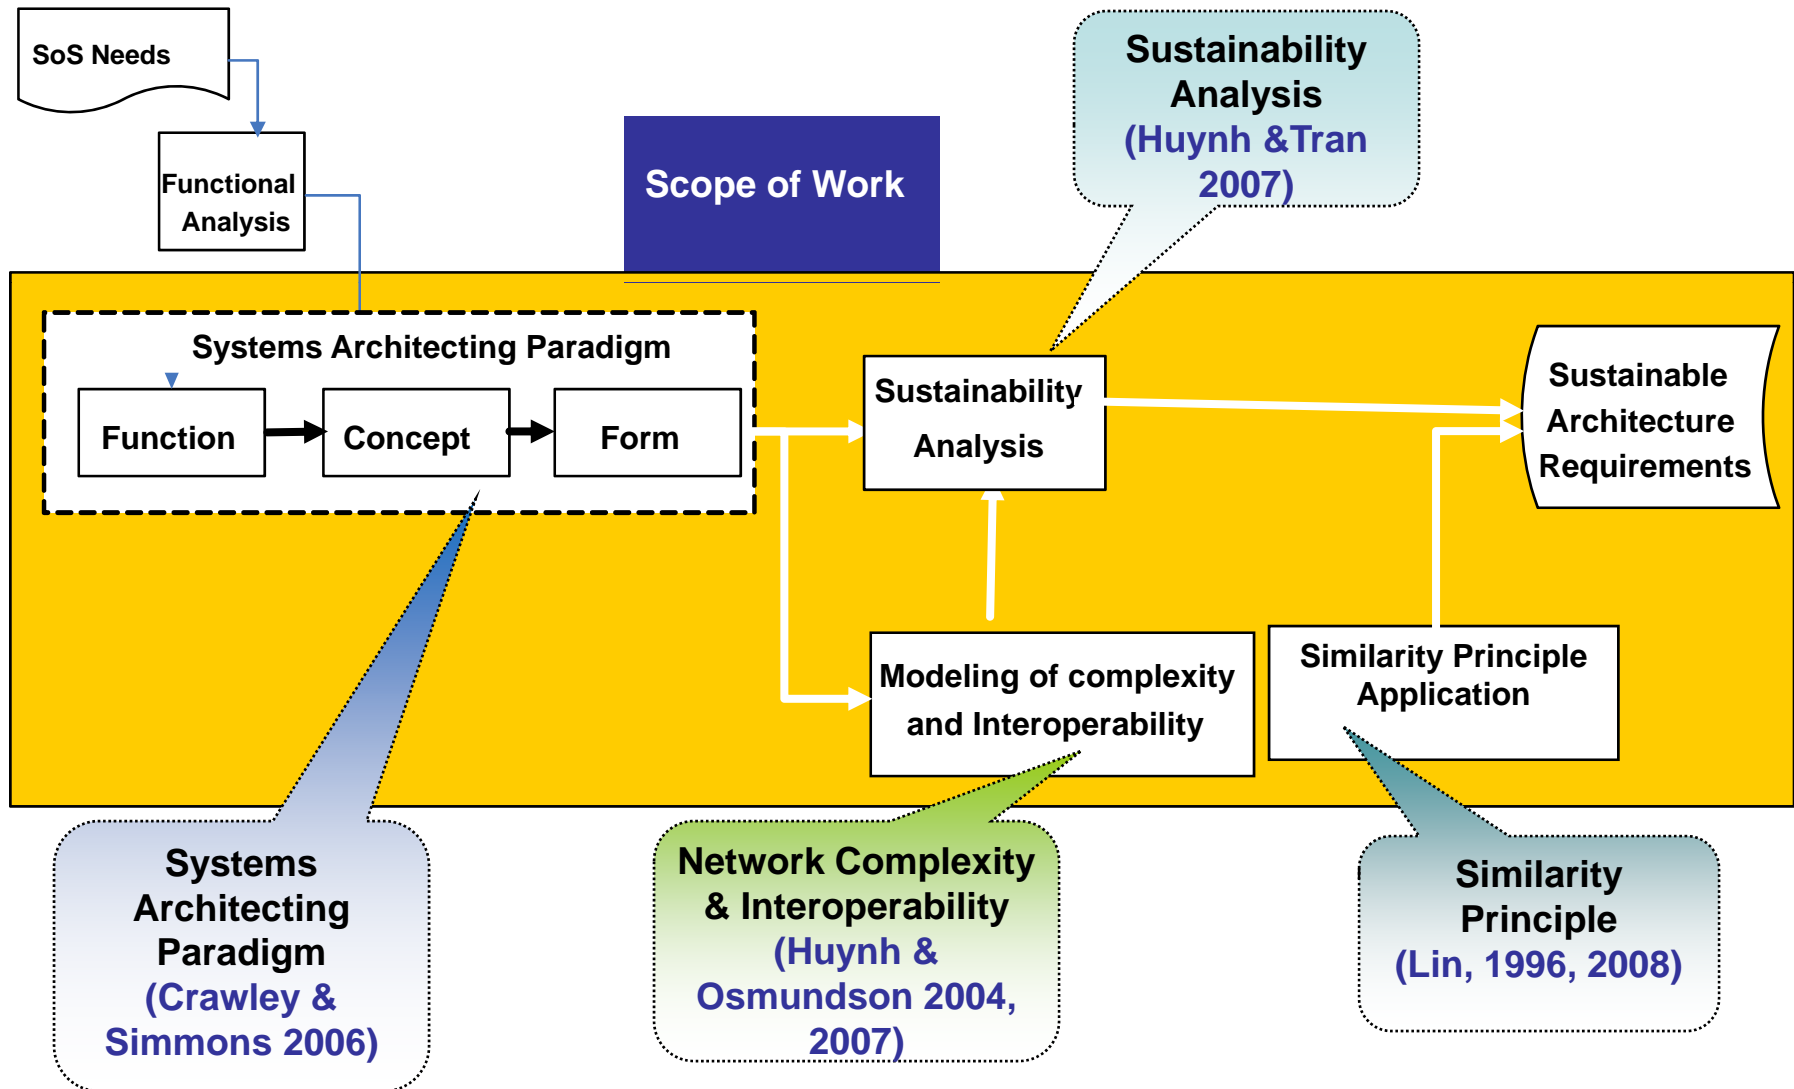 SoS Needs
Functional
Analysis
Scope of Work
Sustainability
Analysis
(Huynh &Tran
2007)
Systems Architecting Paradigm
Function
Concept
Form
Sustainability
Analysis
Sustainable
Architecture
Requirements
Modeling of complexity
and Interoperability
Similarity Principle
Application
Systems
Architecting
Paradigm
(Crawley &
Simmons 2006)
Network Complexity
& Interoperability
(Huynh &
Osmundson 2004,
2007)
Similarity
Principle
(Lin, 1996, 2008)